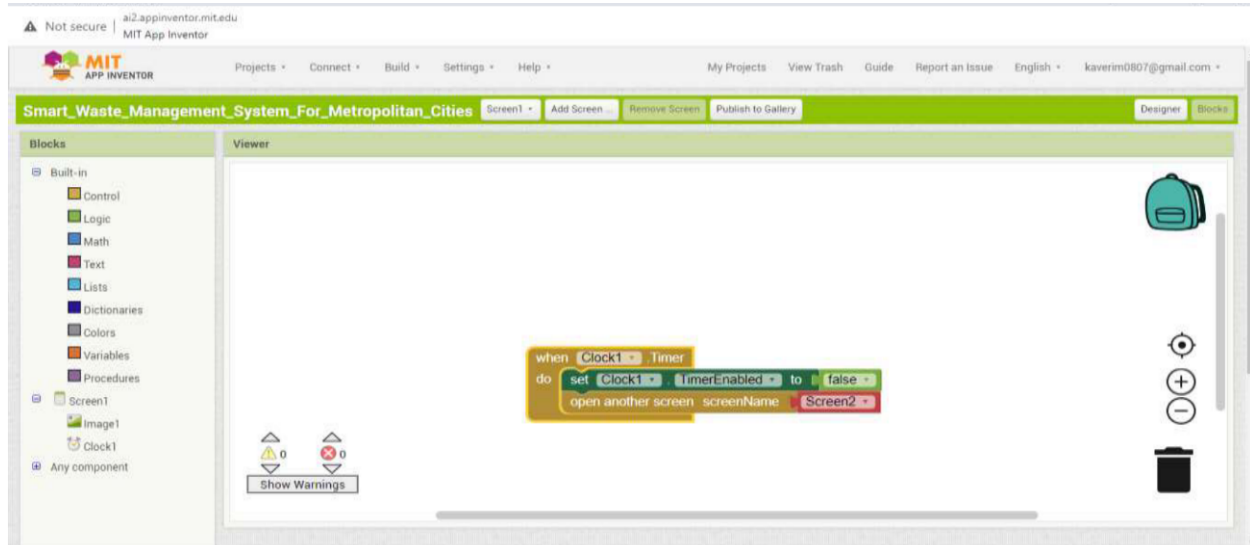 Not secure
ai2.appinventor.mit.edu
MIT App Inventor
MIT
APP INVENTOR
Projects Connect Build Settings Help My Projects View Trash Guide Report an Issue English kaverim0807@gmail.com
Smart_Waste_Management_System_For_Metropolitan_Cities Screen1 Add Screen ... Remove Screen Publish to Gallery Designer Blocks
Blocks
Viewer
Built-in
Control
Logic
Math
Text
Lists
Dictionaries
Colors
Variables
Procedures
Screen1
Image1
Clock1
Any component
when Clock1 .Timer
do set Clock1 . TimerEnabled to false
open another screen screenName Screen2
0 0
Show Warnings